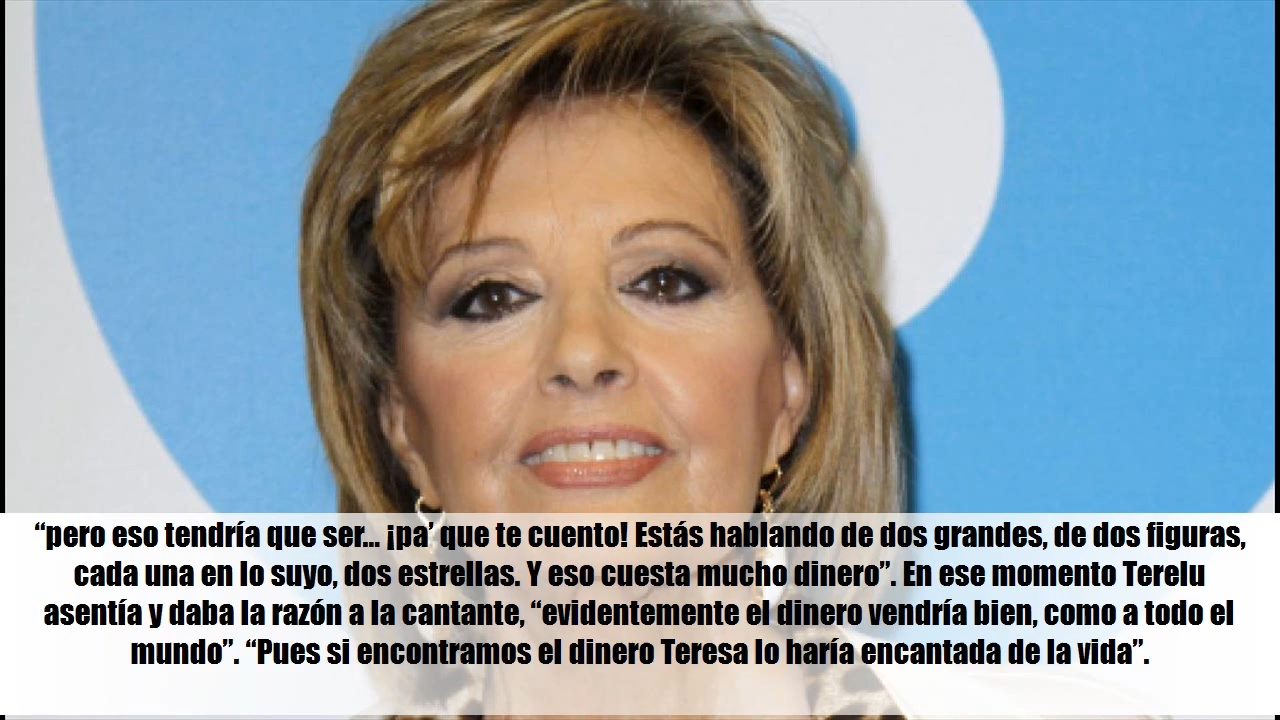 “pero eso tendría que ser... ¡pa’ que te cuento! Estás hablando de dos grandes, de dos figuras,
cada una en lo suyo, dos estrellas. Y eso cuesta mucho dinero”. En ese momento Terelu
asentía y daba la razón a la cantante, “evidentemente el dinero vendría bien, como a todo el
mundo”. “Pues si encontramos el dinero Teresa lo haría encantada de la vida”.